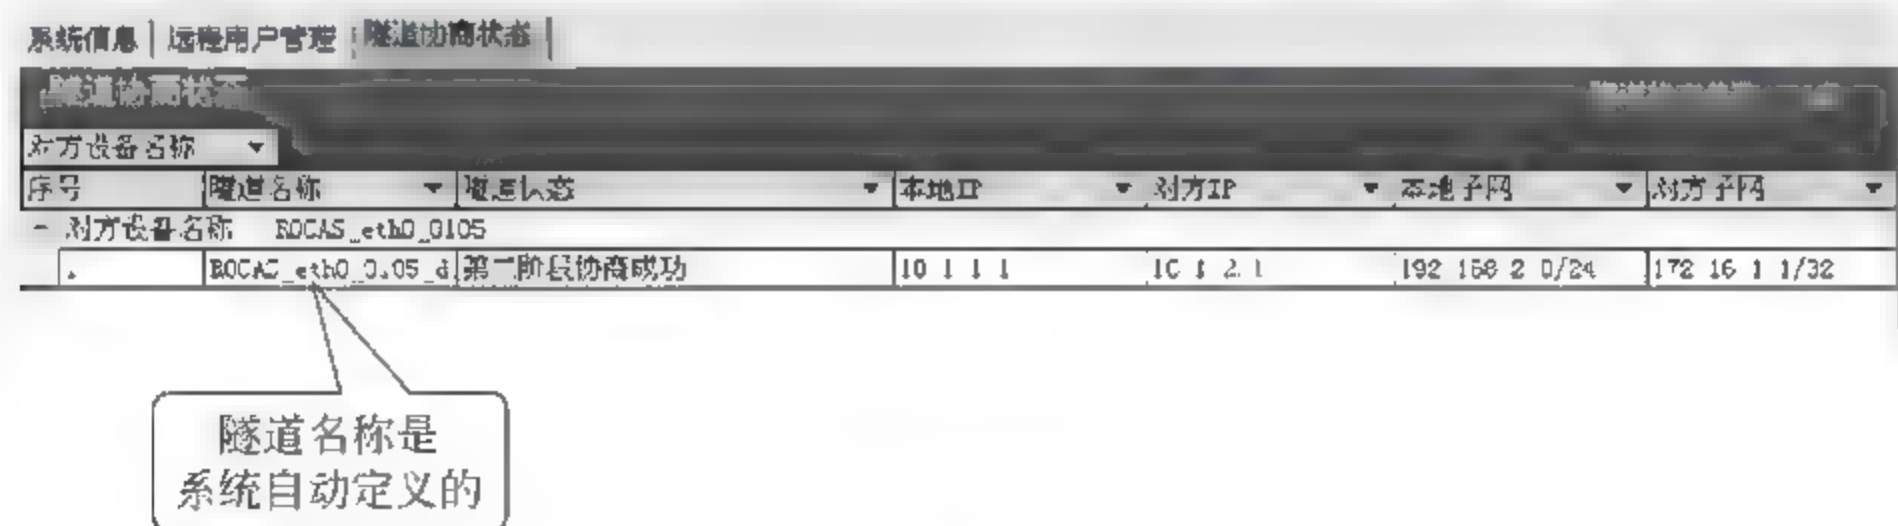 系统信息 | 远程用户管理 | 隧道协商状态 |
隧道协商状态
对方设备名称
序号 隧道名称 隧道状态 本地IP 对方IP 本地子网 对方子网
- 对方设备名称 ROCAS_eth0_0105
第二阶段协商成功 10 1 1 1 10 1 2 1 192 168 2 0/24 172 16 1 1/32
隧道名称是
系统自动定义的